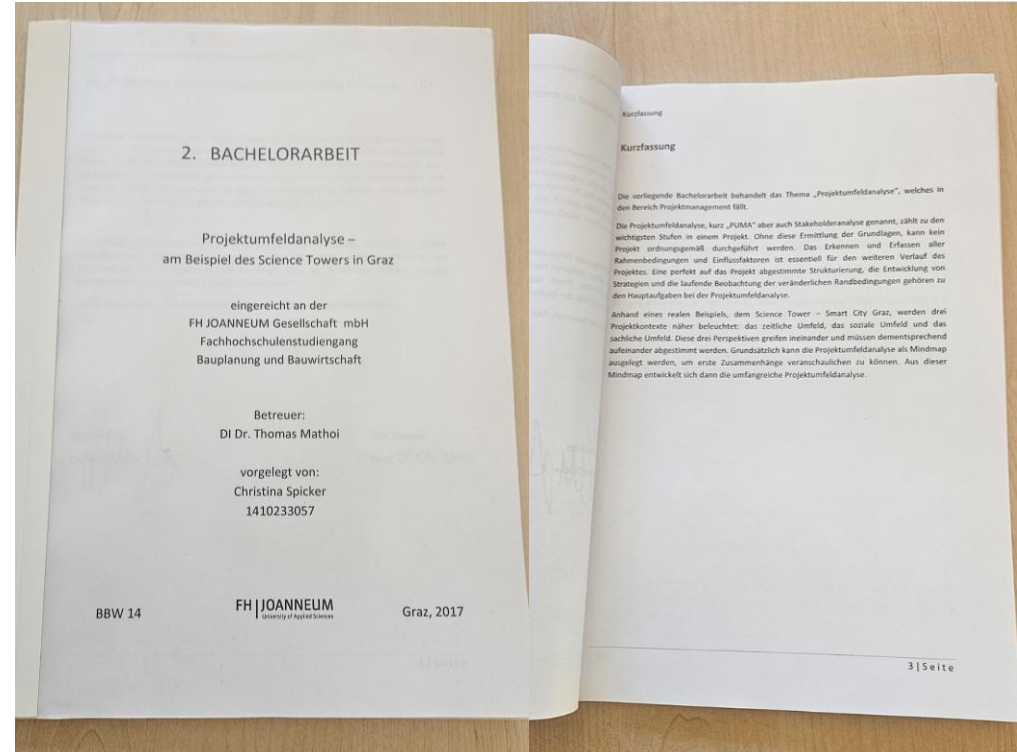 2. BACHELORARBEIT
Projektumfeldanalyse –
am Beispiel des Science Towers in Graz
eingereicht an der
FH JOANNEUM Gesellschaft mbH
Fachhochschulstudiengang
Bauplanung und Bauwirtschaft
Betreuer:
DI Dr. Thomas Mathoi
vorgelegt von:
Christina Spicker
1410233057
BBW 14
FH | JOANNEUM
University of Applied Sciences
Graz, 2017
Kurzfassung
Kurzfassung
Die vorliegende Bachelorarbeit behandelt das Thema „Projektumfeldanalyse“, welches in
den Bereich Projektmanagement fällt.
Die Projektumfeldanalyse, kurz „PUMA“ aber auch Stakeholderanalyse genannt, zählt zu den
wichtigsten Stufen in einem Projekt. Ohne diese Ermittlung der Grundlagen, kann kein
Projekt ordnungsgemäß durchgeführt werden. Das Erkennen und Erfassen aller
Rahmenbedingungen und Einflussfaktoren ist essentiell für den weiteren Verlauf des
Projektes. Eine perfekt auf das Projekt abgestimmte Strukturierung, die Entwicklung von
Strategien und die laufende Beobachtung der veränderlichen Randbedingungen gehören zu
den Hauptaufgaben bei der Projektumfeldanalyse.
Anhand eines realen Beispiels, dem Science Tower – Smart City Graz, werden drei
Projektkontexte näher beleuchtet: das zeitliche Umfeld, das soziale Umfeld und das
sachliche Umfeld. Diese drei Perspektiven greifen ineinander und müssen dementsprechend
aufeinander abgestimmt werden. Grundsätzlich kann die Projektumfeldanalyse als Mindmap
ausgelegt werden, um erste Zusammenhänge veranschaulichen zu können. Aus dieser
Mindmap entwickelt sich dann die umfangreiche Projektumfeldanalyse.
3 | Seite